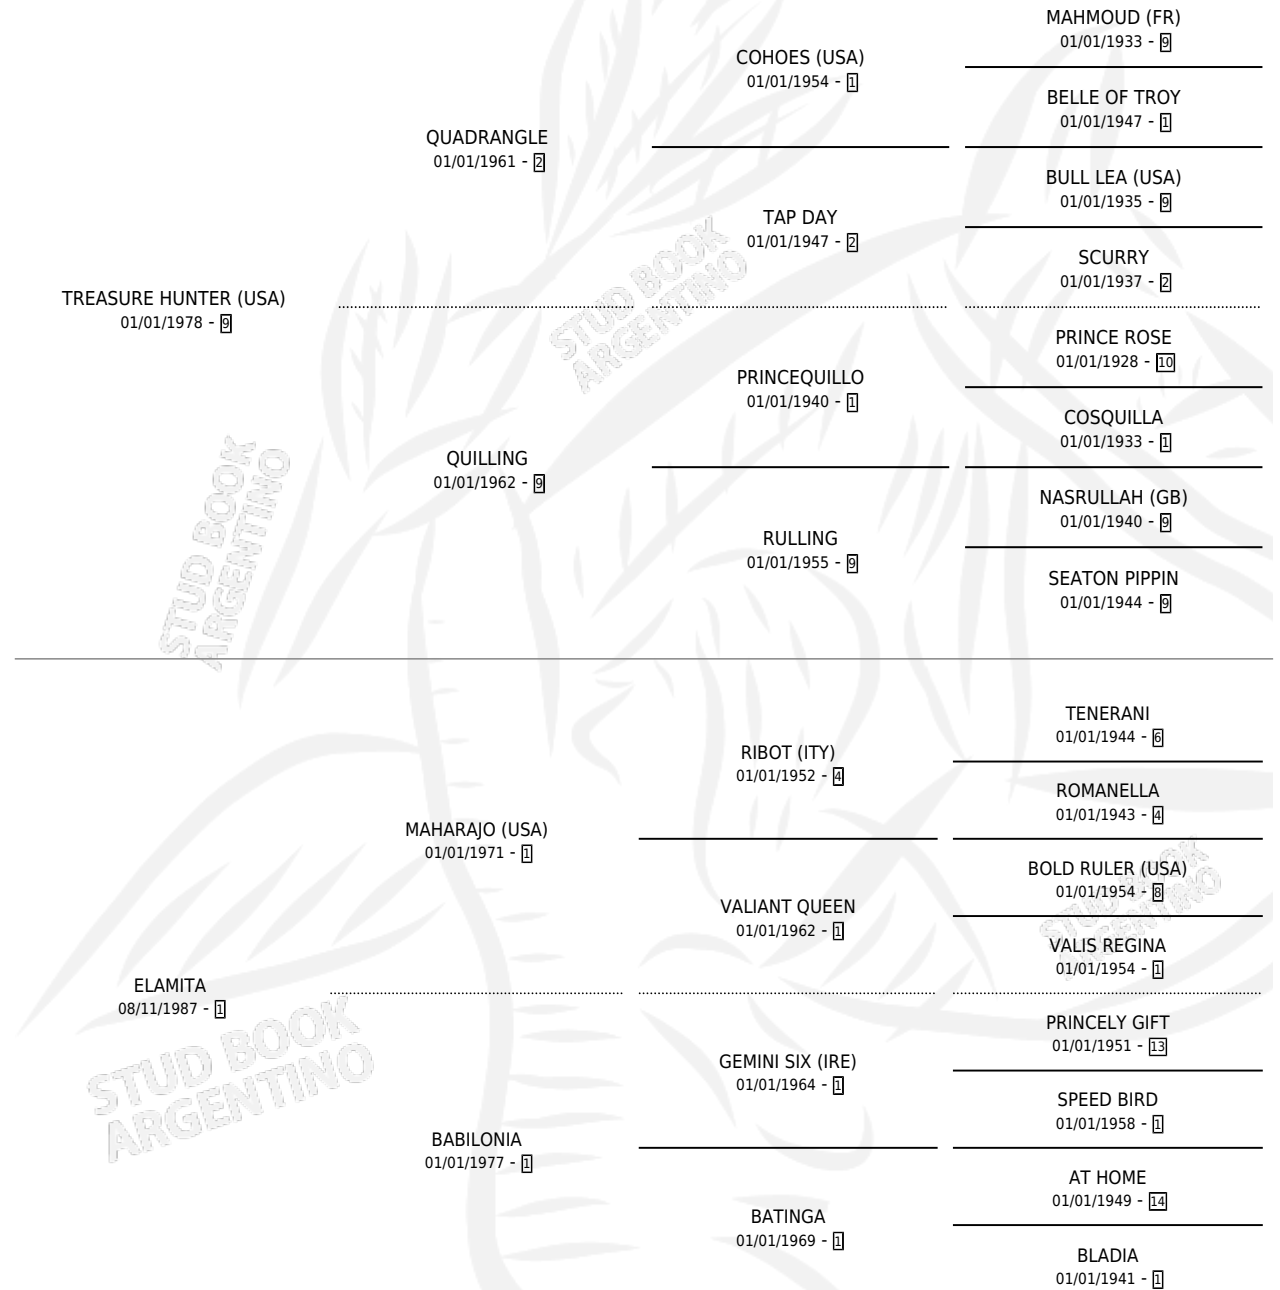 MAHMOUD (FR)
01/01/1933 - 9
COHOES (USA)
01/01/1954 - 1
BELLE OF TROY
01/01/1947 - 1
QUADRANGLE
01/01/1961 - 2
BULL LEA (USA)
01/01/1935 - 9
TAP DAY
01/01/1947 - 2
SCURRY
01/01/1937 - 2
TREASURE HUNTER (USA)
01/01/1978 - 9
PRINCE ROSE
01/01/1928 - 10
PRINCEQUILLO
01/01/1940 - 1
COSQUILLA
01/01/1933 - 1
QUILLING
01/01/1962 - 9
NASRULLAH (GB)
01/01/1940 - 9
RULLING
01/01/1955 - 9
SEATON PIPPIN
01/01/1944 - 9
TENERANI
01/01/1944 - 6
RIBOT (ITY)
01/01/1952 - 4
ROMANELLA
01/01/1943 - 4
MAHARAJO (USA)
01/01/1971 - 1
BOLD RULER (USA)
01/01/1954 - 8
VALIANT QUEEN
01/01/1962 - 1
VALIS REGINA
01/01/1954 - 1
ELAMITA
08/11/1987 - 1
PRINCELY GIFT
01/01/1951 - 13
GEMINI SIX (IRE)
01/01/1964 - 1
SPEED BIRD
01/01/1958 - 1
BABILONIA
01/01/1977 - 1
AT HOME
01/01/1949 - 14
BATINGA
01/01/1969 - 1
BLADIA
01/01/1941 - 1
STUD BOOK
ARGENTINO
STUD BOOK
ARGENTINO
STUD BOOK
ARGENTINO
STUD BOOK
ARGENTINO